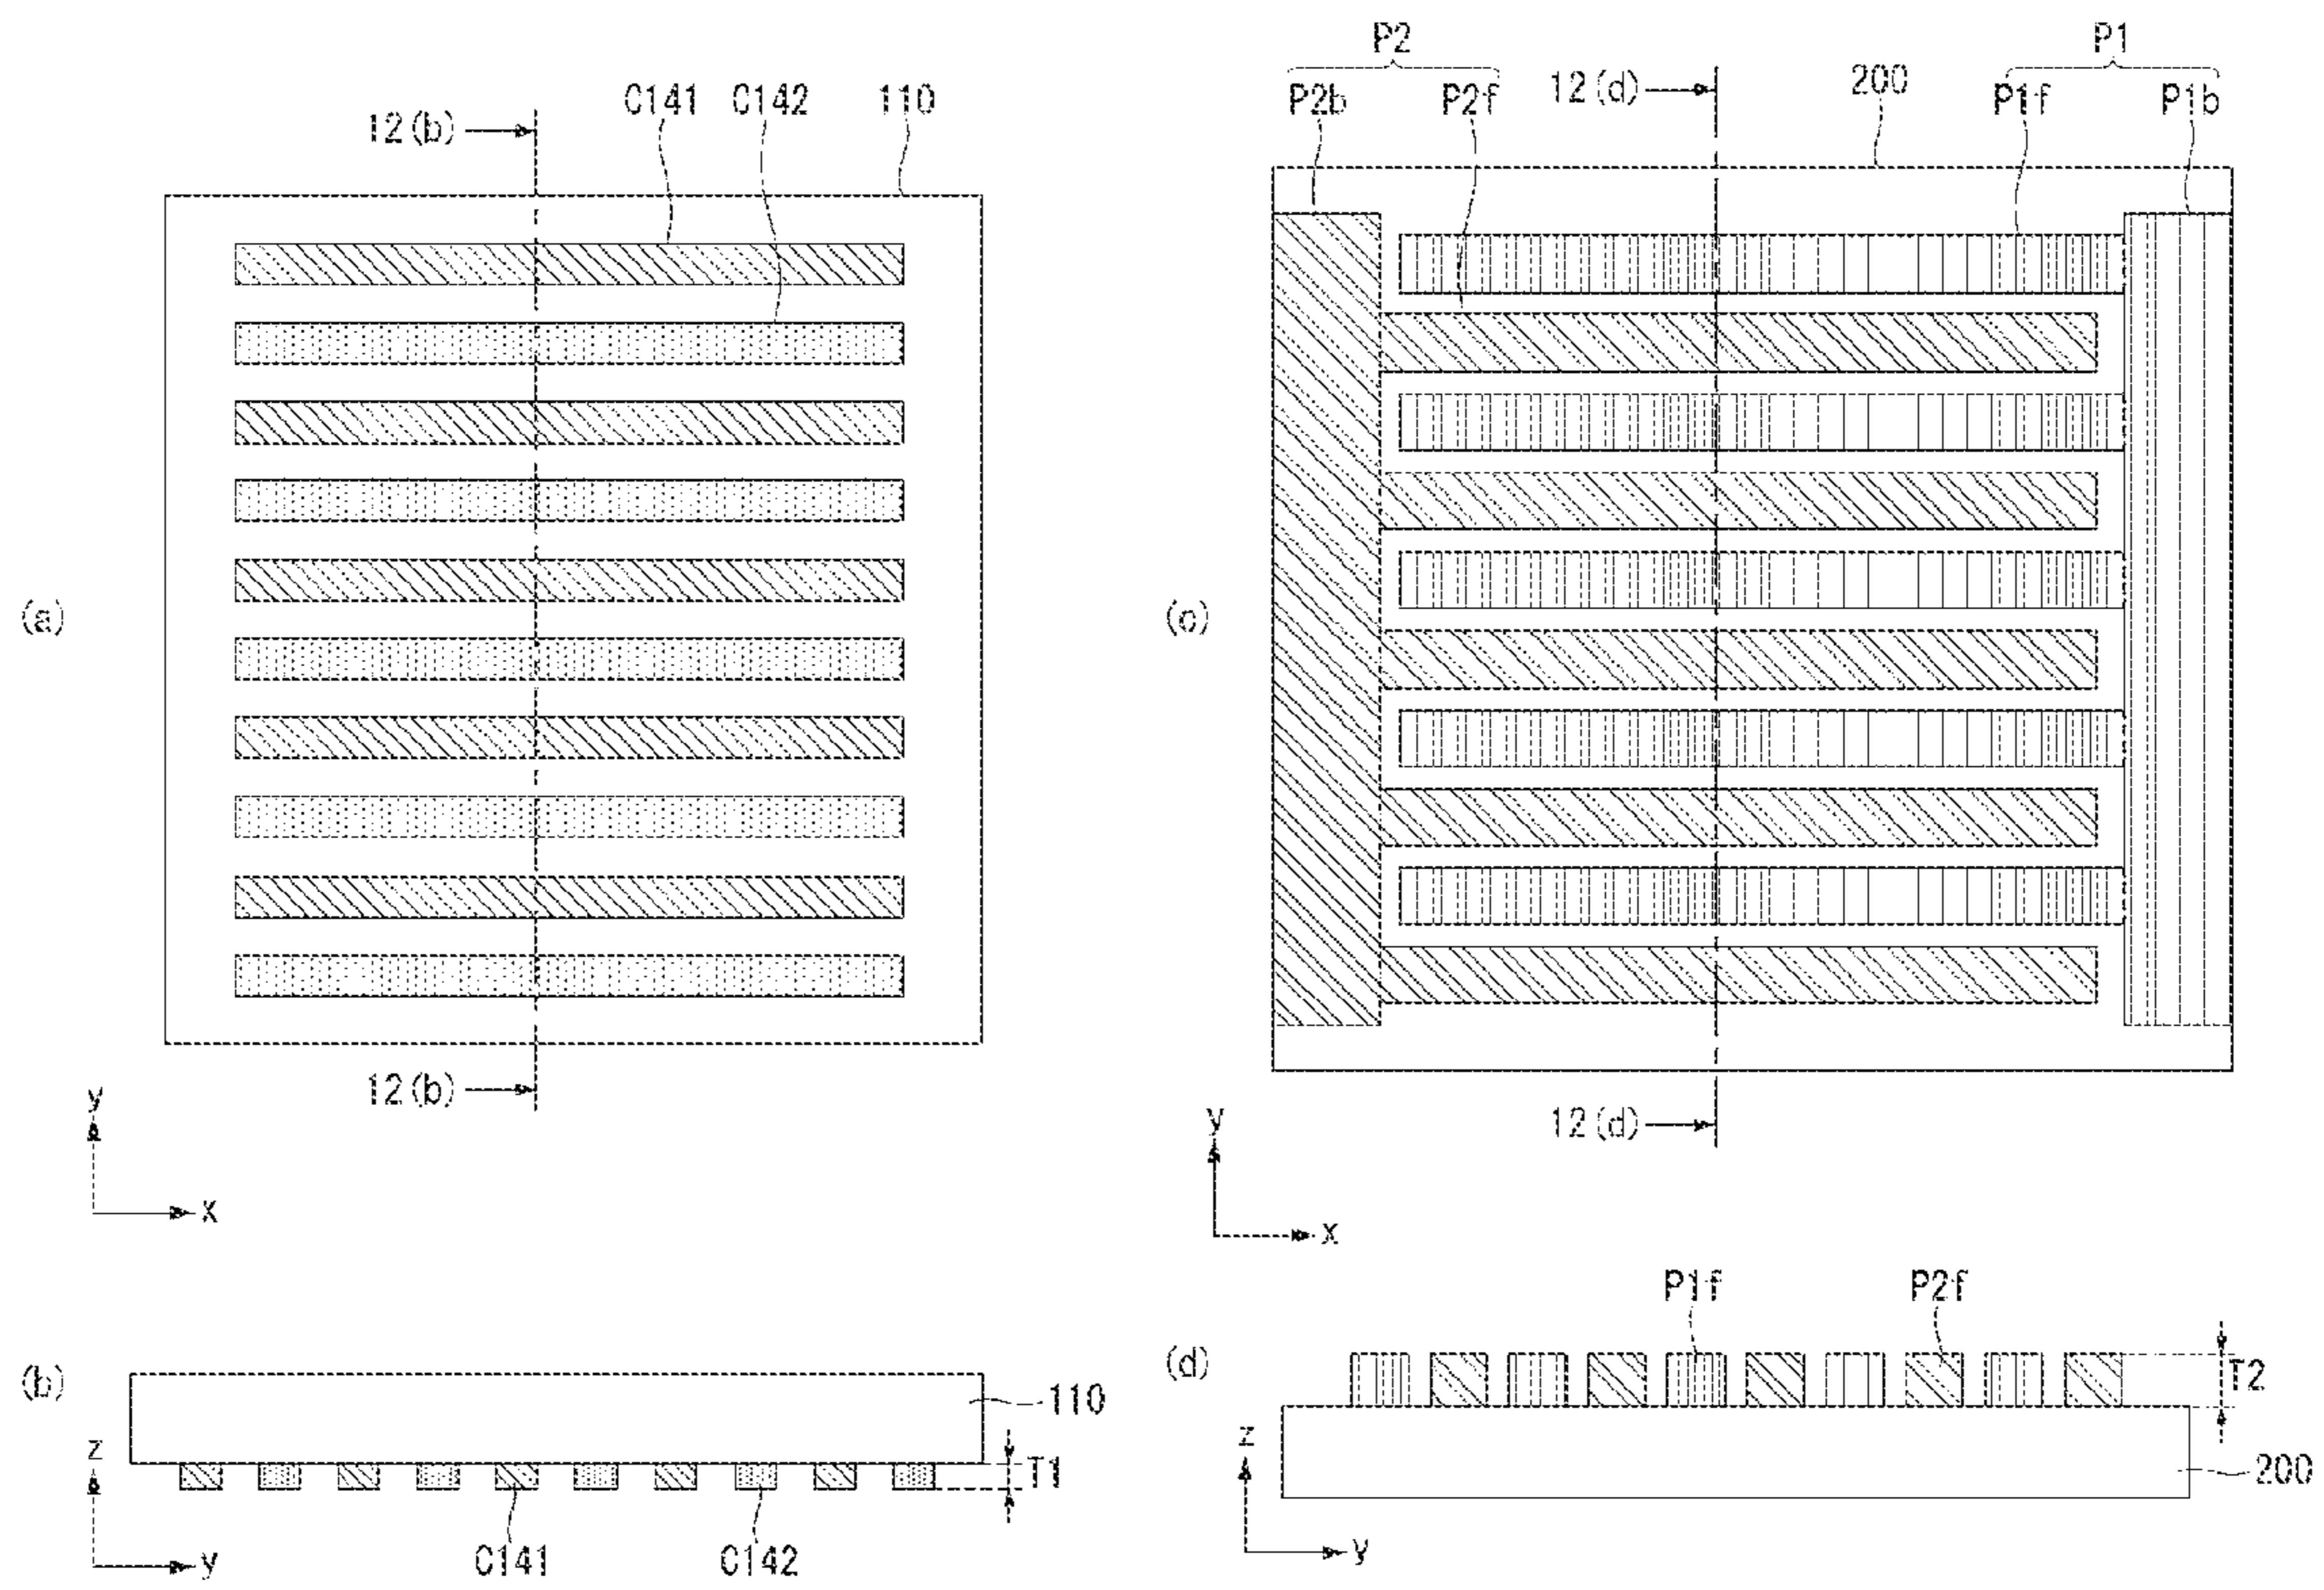 C141 C142 110
12(b)
(a)
12(b)
y
x
P2 P1
P2b P2f 12(d) 200 P1f P1b
(c)
12(d)
y
x
(b)
110
T1
z
y
C141 C142
P1f P2f
(d)
T2
z
200
y